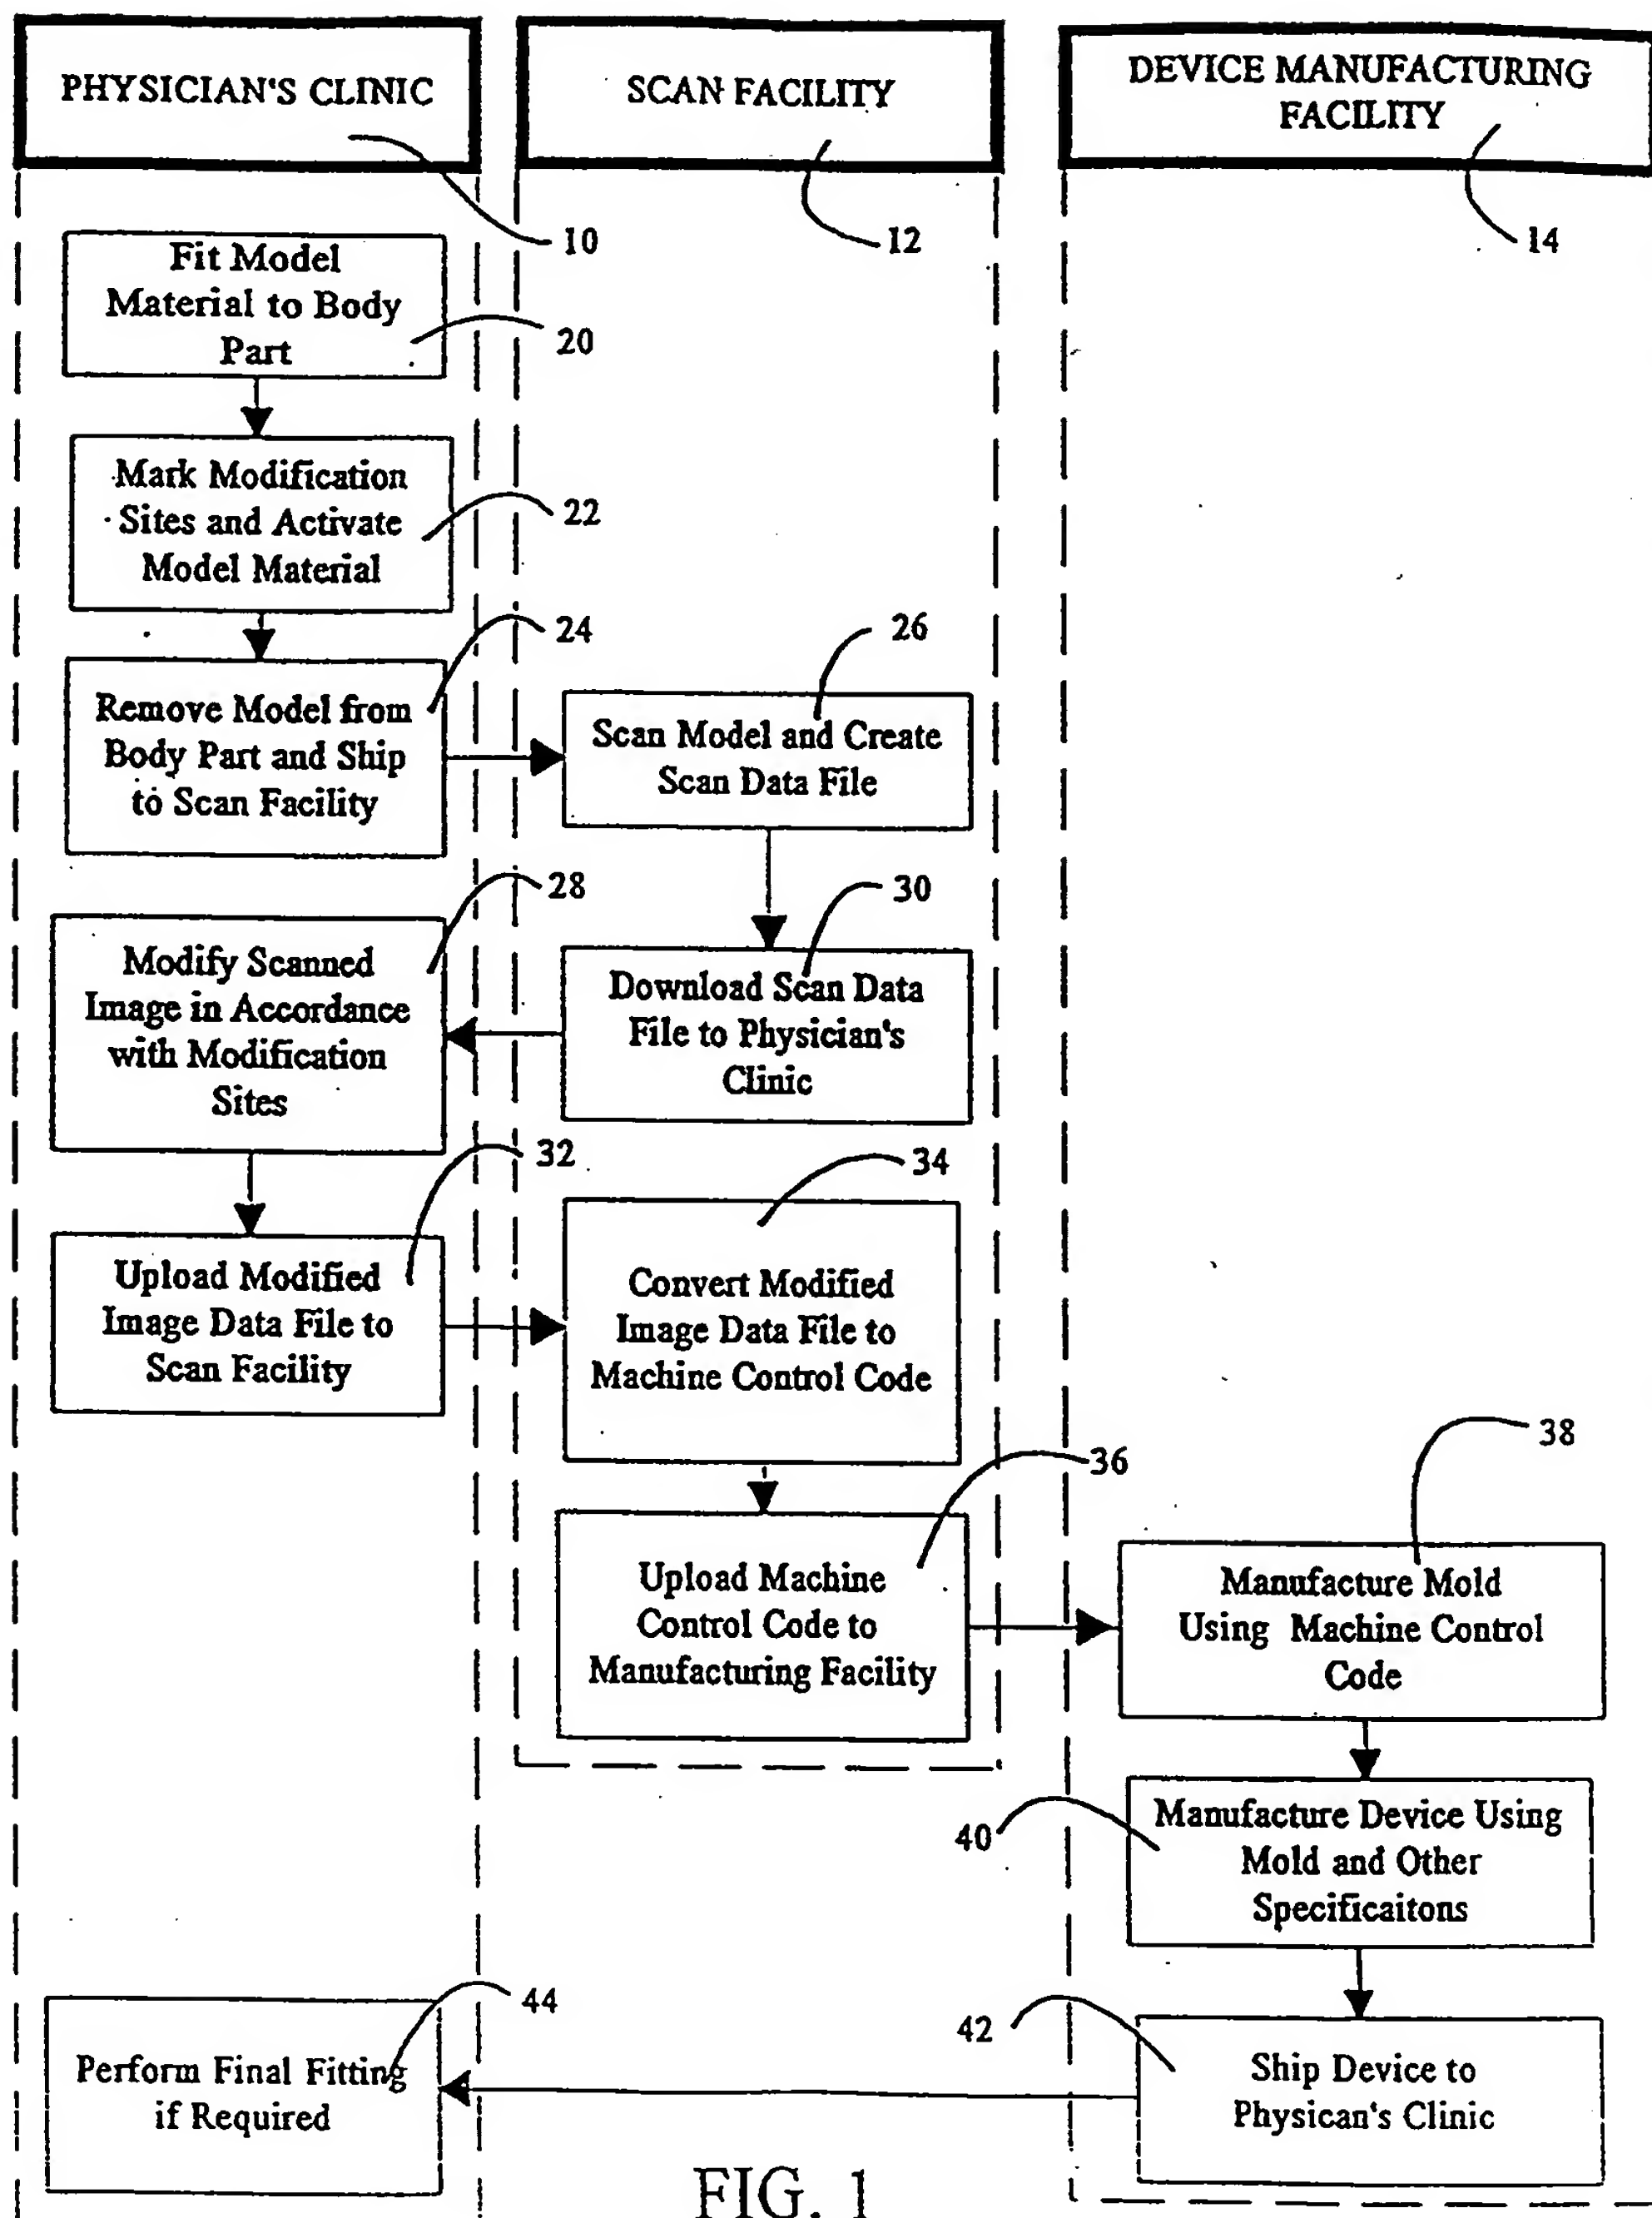 PHYSICIAN'S CLINIC
SCAN FACILITY
DEVICE MANUFACTURING
FACILITY
10
12
14
Fit Model
Material to Body
Part
20
Mark Modification
Sites and Activate
Model Material
22
24
Remove Model from
Body Part and Ship
to Scan Facility
26
Scan Model and Create
Scan Data File
28
Modify Scanned
Image in Accordance
with Modification
Sites
30
Download Scan Data
File to Physician's
Clinic
32
Upload Modified
Image Data File to
Scan Facility
34
Convert Modified
Image Data File to
Machine Control Code
36
Upload Machine
Control Code to
Manufacturing Facility
38
Manufacture Mold
Using Machine Control
Code
40
Manufacture Device Using
Mold and Other
Specificaitons
42
Ship Device to
Physican's Clinic
44
Perform Final Fitting
if Required
FIG. 1